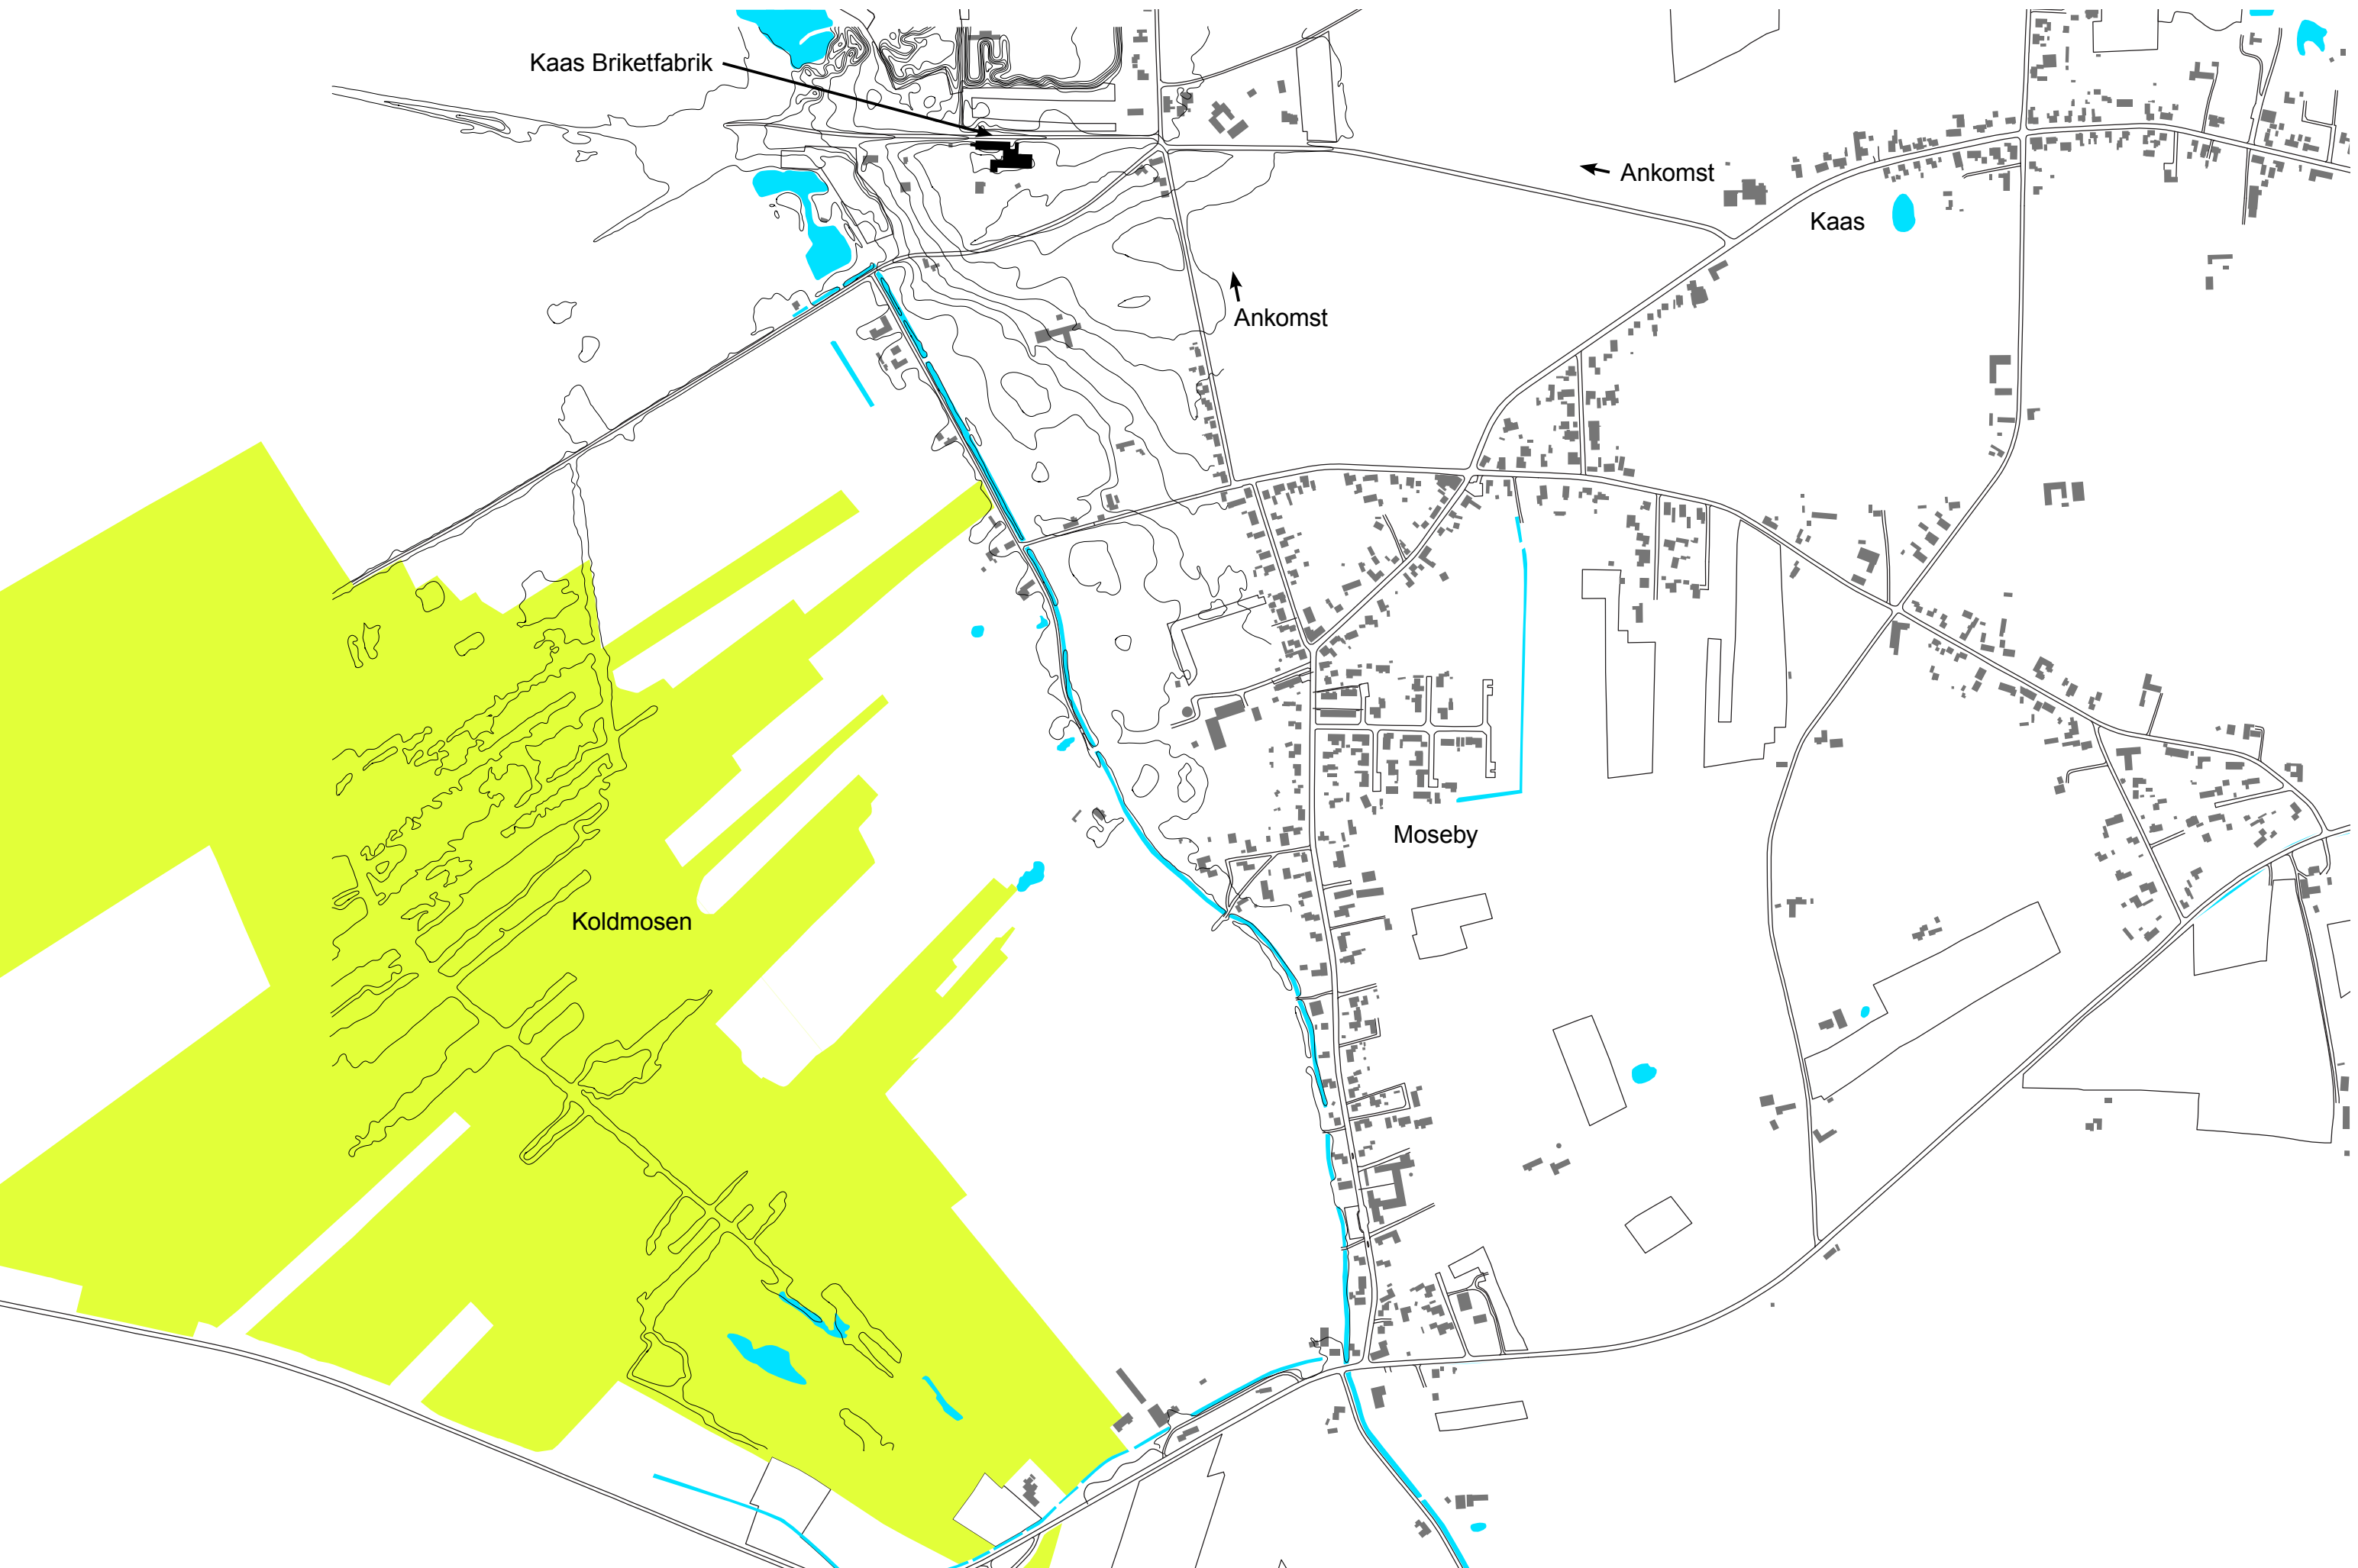 Kaas Briketfabrik
Ankomst
Kaas
Ankomst
Moseby
Koldmosen